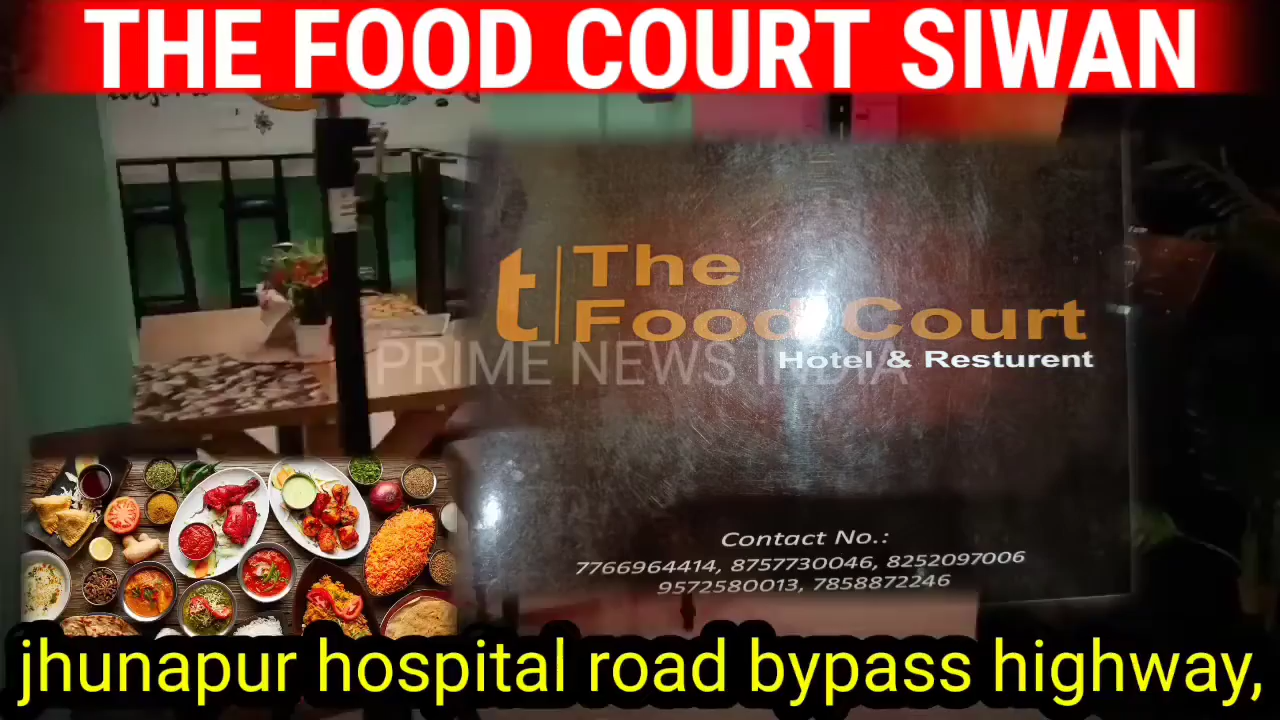 THE FOOD COURT SIWAN
t
The
Food Court
Hotel & Resturent
PRIME NEWS INDIA
Contact No.:
7766964414, 8757730046, 8252097006
9572580013, 7858872246
jhunapur hospital road bypass highway,